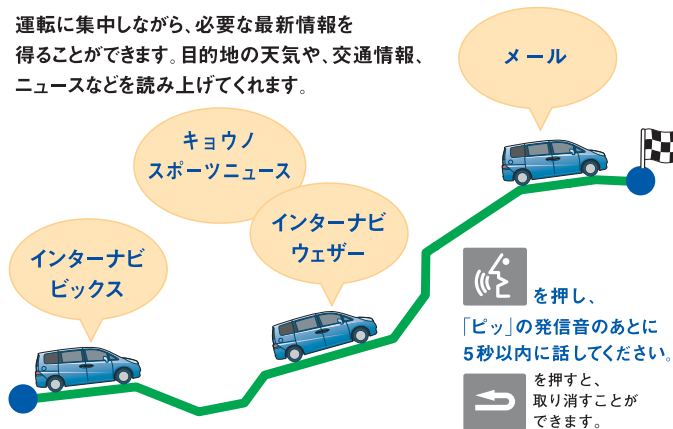 運転に集中しながら、必要な最新情報を
得ることができます。目的地の天気や、交通情報、
ニュースなどを読み上げてくれます。
メール
キョウノ
スポーツニュース
インターナビ
ウェザー
インターナビ
ビックス
を押し、
「ピッ」の発信音のあとに
5秒以内に話してください。
を押すと、
取り消すことが
できます。